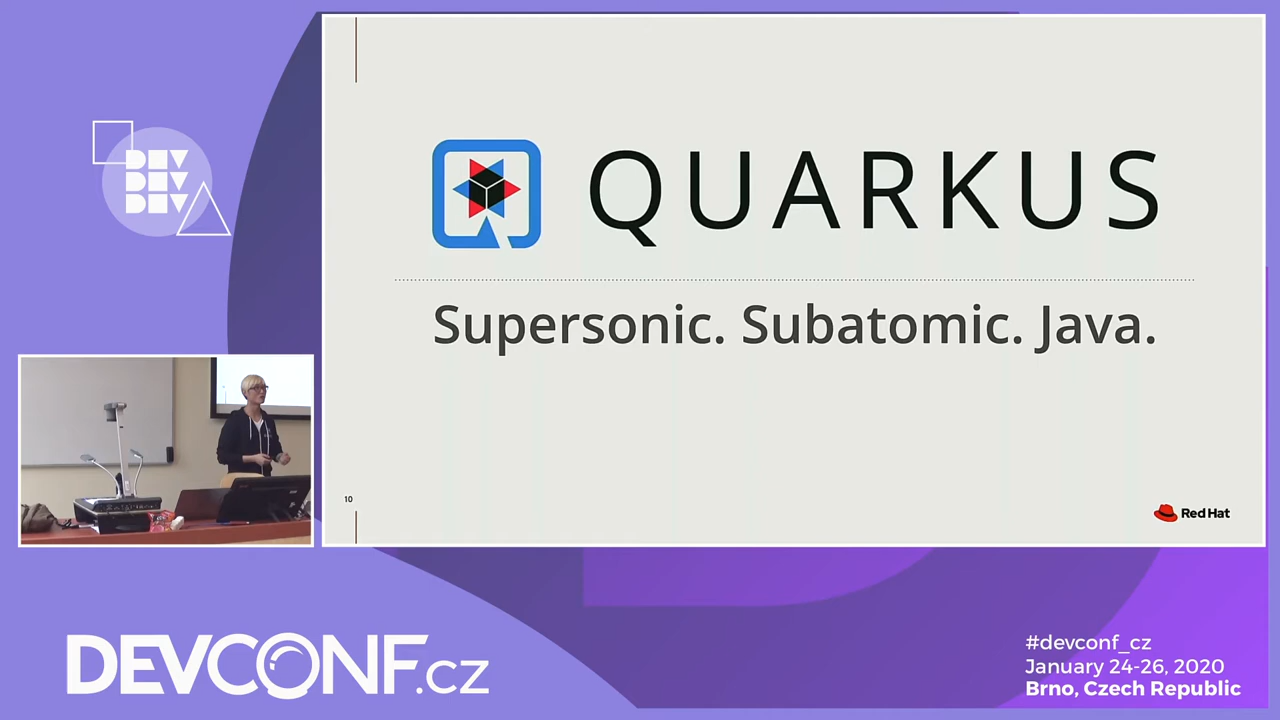 DEV
DEV
DEV
QUARKUS
Supersonic. Subatomic. Java.
10
Red Hat
DEVCONF.cz
#devconf_cz
January 24-26, 2020
Brno, Czech Republic